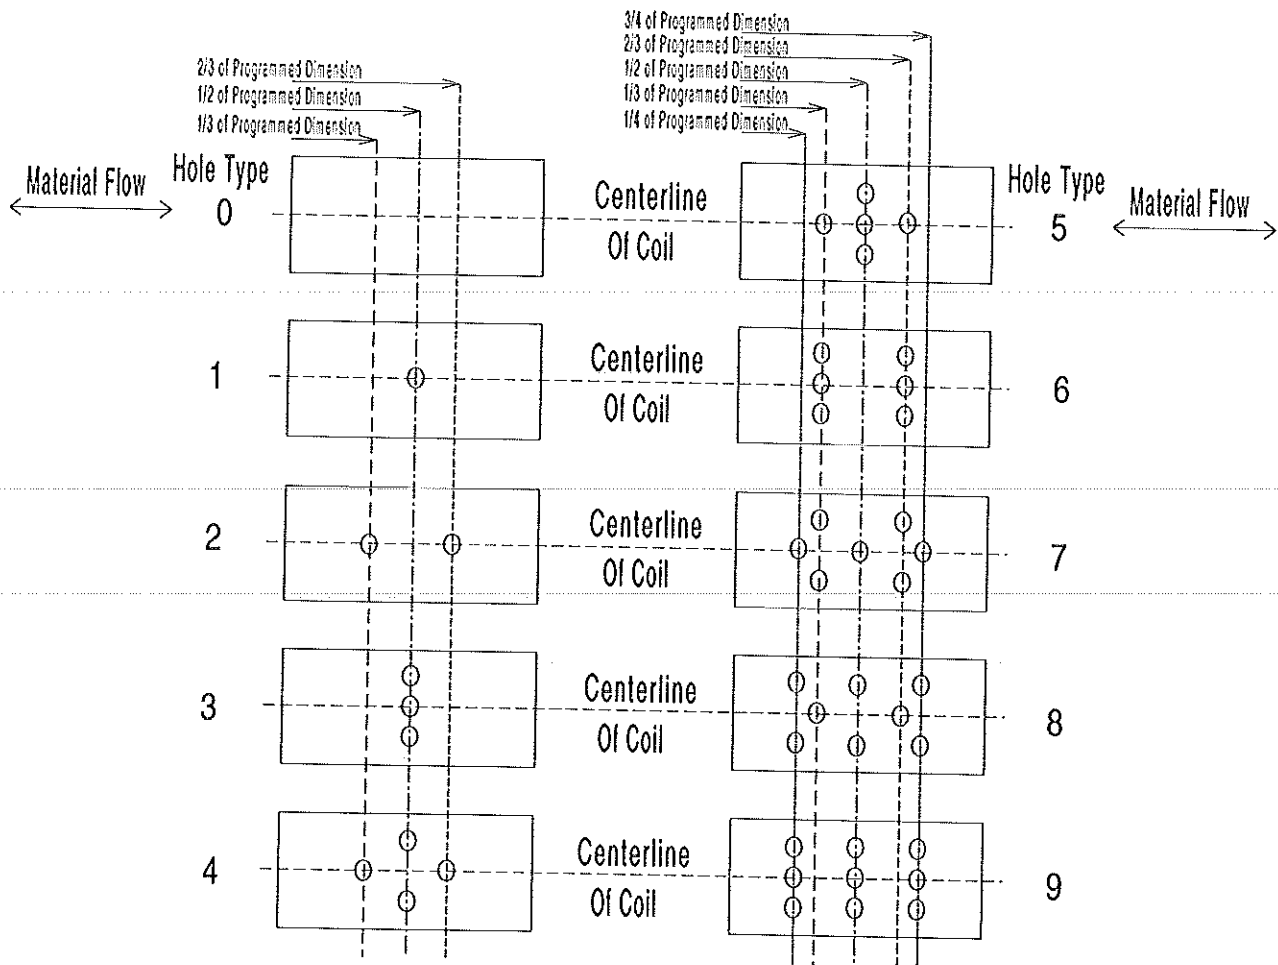 2/3 of Programmed Dimension
1/2 of Programmed Dimension
1/3 of Programmed Dimension
3/4 of Programmed Dimension
2/3 of Programmed Dimension
1/2 of Programmed Dimension
1/3 of Programmed Dimension
1/4 of Programmed Dimension
Material Flow
Hole Type
0
Centerline
Of Coil
Hole Type
5
Material Flow
1
Centerline
Of Coil
6
2
Centerline
Of Coil
7
3
Centerline
Of Coil
8
4
Centerline
Of Coil
9